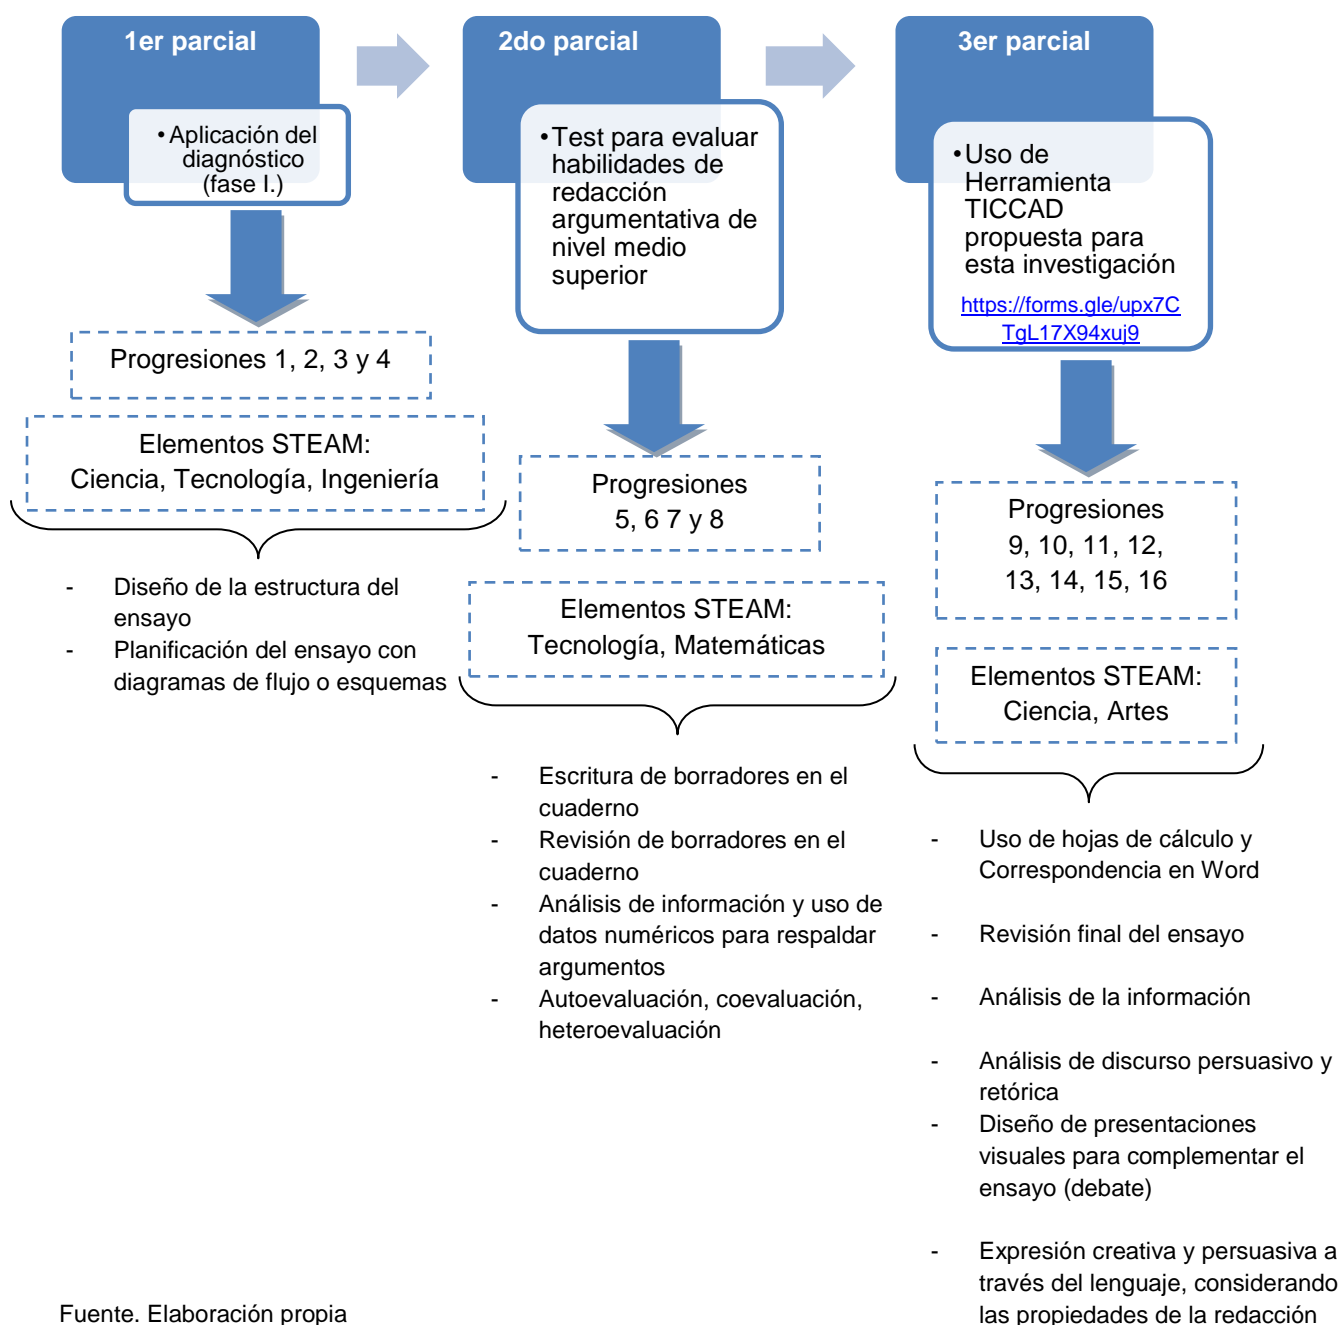 1er parcial
• Aplicación del
diagnóstico
(fase I.)
Progresiones 1, 2, 3 y 4
Elementos STEAM:
Ciencia, Tecnología, Ingeniería
- Diseño de la estructura del
ensayo
- Planificación del ensayo con
diagramas de flujo o esquemas
2do parcial
• Test para evaluar
habilidades de
redacción
argumentativa de
nivel medio
superior
Progresiones
5, 6 7 y 8
Elementos STEAM:
Tecnología, Matemáticas
- Escritura de borradores en el
cuaderno
- Revisión de borradores en el
cuaderno
- Análisis de información y uso de
datos numéricos para respaldar
argumentos
- Autoevaluación, coevaluación,
heteroevaluación
3er parcial
• Uso de
Herramienta
TICCAD
propuesta para
esta investigación
https://forms.gle/upx7C
TgL17X94xuj9
Progresiones
9, 10, 11, 12,
13, 14, 15, 16
Elementos STEAM:
Ciencia, Artes
- Uso de hojas de cálculo y
Correspondencia en Word
- Revisión final del ensayo
- Análisis de la información
- Análisis de discurso persuasivo y
retórica
- Diseño de presentaciones
visuales para complementar el
ensayo (debate)
- Expresión creativa y persuasiva a
través del lenguaje, considerando
las propiedades de la redacción
Fuente. Elaboración propia